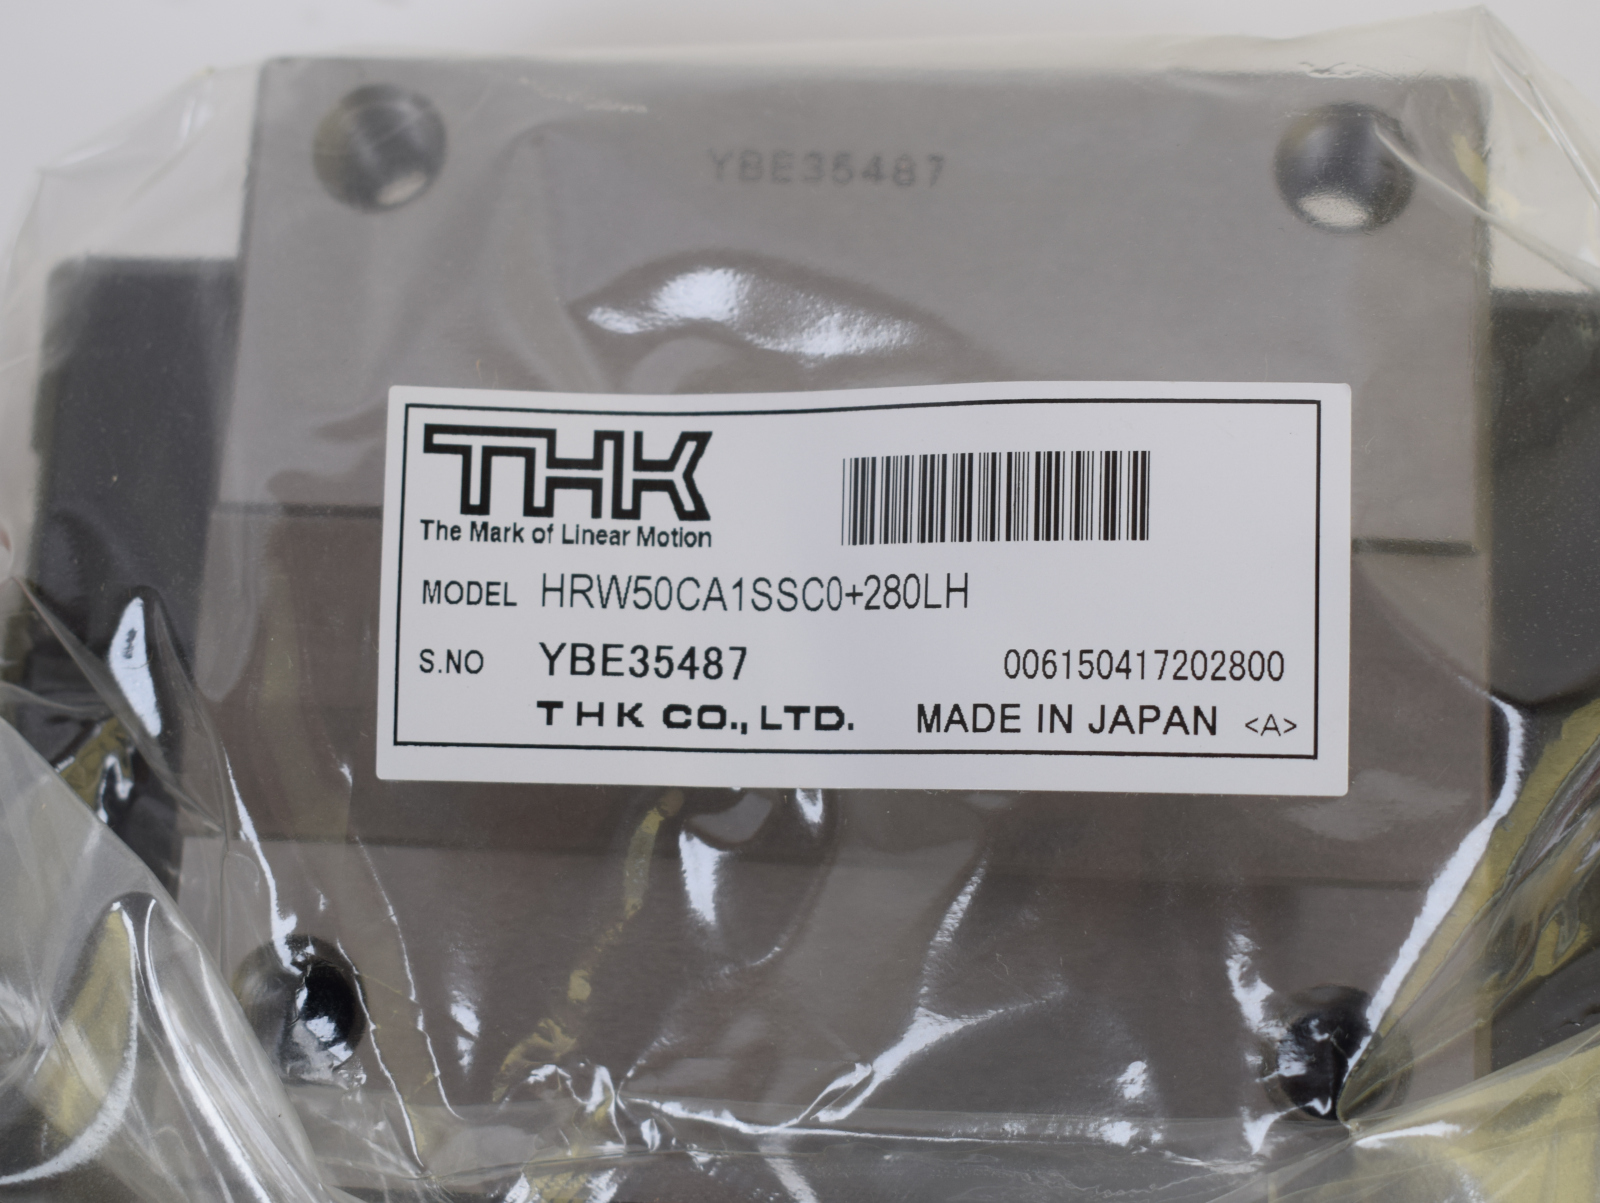 YBE35487
THK
The Mark of Linear Motion
MODEL HRW50CA1SSC0+280LH
S.NO YBE35487 006150417202800
THK CO., LTD. MADE IN JAPAN <A>